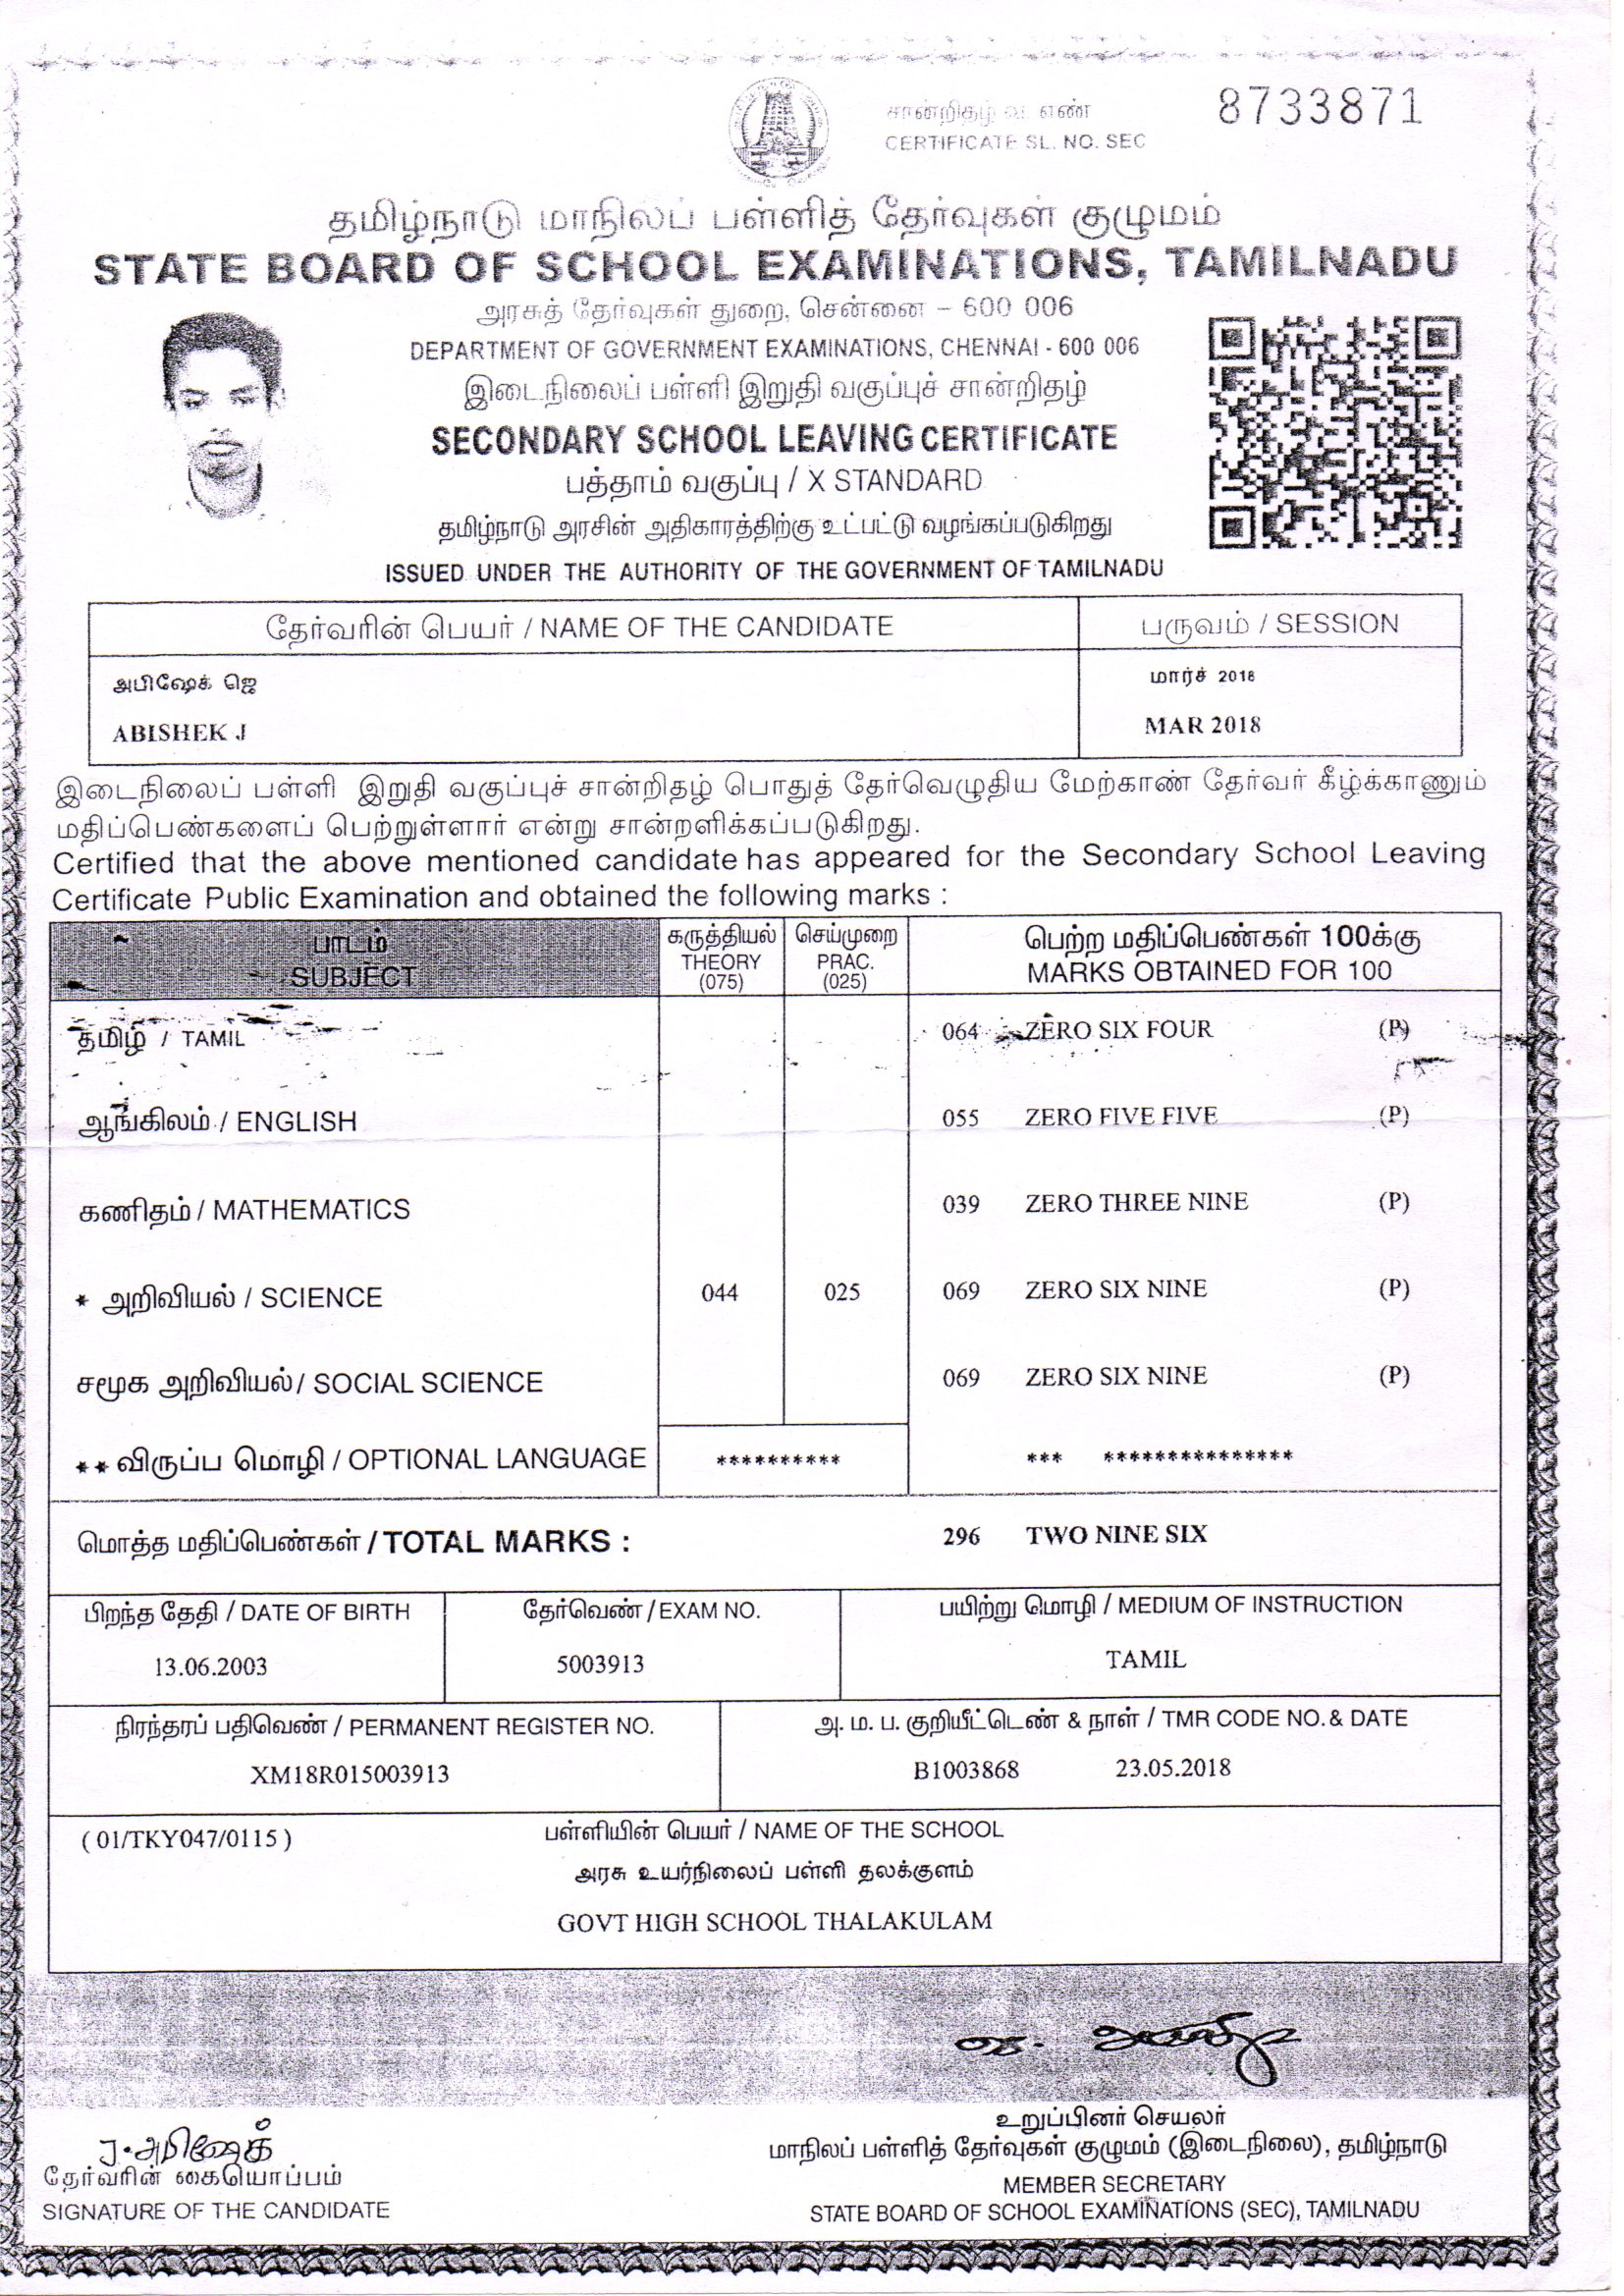 சான்றிதழ் வ. எண்
CERTIFICATE SL. NO. SEC
8733871
தமிழ்நாடு மாநிலப் பள்ளித் தேர்வுகள் குழுமம்
STATE BOARD OF SCHOOL EXAMINATIONS, TAMILNADU
அரசுத் தேர்வுகள் துறை, சென்னை – 600 006
DEPARTMENT OF GOVERNMENT EXAMINATIONS, CHENNAI - 600 006
இடைநிலைப் பள்ளி இறுதி வகுப்புச் சான்றிதழ்
SECONDARY SCHOOL LEAVING CERTIFICATE
பத்தாம் வகுப்பு / X STANDARD
தமிழ்நாடு அரசின் அதிகாரத்திற்கு உட்பட்டு வழங்கப்படுகிறது
ISSUED UNDER THE AUTHORITY OF THE GOVERNMENT OF TAMILNADU
தேர்வரின் பெயர் / NAME OF THE CANDIDATE பருவம் / SESSION
அபிஷேக் ஜெ மார்ச் 2018
ABISHEK J MAR 2018
இடைநிலைப் பள்ளி இறுதி வகுப்புச் சான்றிதழ் பொதுத் தேர்வெழுதிய மேற்காண் தேர்வர் கீழ்க்காணும்
மதிப்பெண்களைப் பெற்றுள்ளார் என்று சான்றளிக்கப்படுகிறது.
Certified that the above mentioned candidate has appeared for the Secondary School Leaving
Certificate Public Examination and obtained the following marks :
பாடம் கருத்தியல் செய்முறை பெற்ற மதிப்பெண்கள் 100க்கு
SUBJECT THEORY PRAC. MARKS OBTAINED FOR 100
(075) (025)
தமிழ் / TAMIL 064 ZERO SIX FOUR (P)
ஆங்கிலம் / ENGLISH 055 ZERO FIVE FIVE (P)
கணிதம் / MATHEMATICS 039 ZERO THREE NINE (P)
* அறிவியல் / SCIENCE 044 025 069 ZERO SIX NINE (P)
சமூக அறிவியல் / SOCIAL SCIENCE 069 ZERO SIX NINE (P)
** விருப்ப மொழி / OPTIONAL LANGUAGE ********** *** ***************
மொத்த மதிப்பெண்கள் / TOTAL MARKS : 296 TWO NINE SIX
பிறந்த தேதி / DATE OF BIRTH தேர்வெண் / EXAM NO. பயிற்று மொழி / MEDIUM OF INSTRUCTION
13.06.2003 5003913 TAMIL
நிரந்தரப் பதிவெண் / PERMANENT REGISTER NO. அ. ம. ப. குறியீட்டெண் & நாள் / TMR CODE NO. & DATE
XM18R015003913 B1003868 23.05.2018
( 01/TKY047/0115 ) பள்ளியின் பெயர் / NAME OF THE SCHOOL
அரசு உயர்நிலைப் பள்ளி தலக்குளம்
GOVT HIGH SCHOOL THALAKULAM
உறுப்பினர் செயலர்
ஜ.அபிஷேக் மாநிலப் பள்ளித் தேர்வுகள் குழுமம் (இடைநிலை), தமிழ்நாடு
தேர்வரின் கையொப்பம் MEMBER SECRETARY
SIGNATURE OF THE CANDIDATE STATE BOARD OF SCHOOL EXAMINATIONS (SEC), TAMILNADU